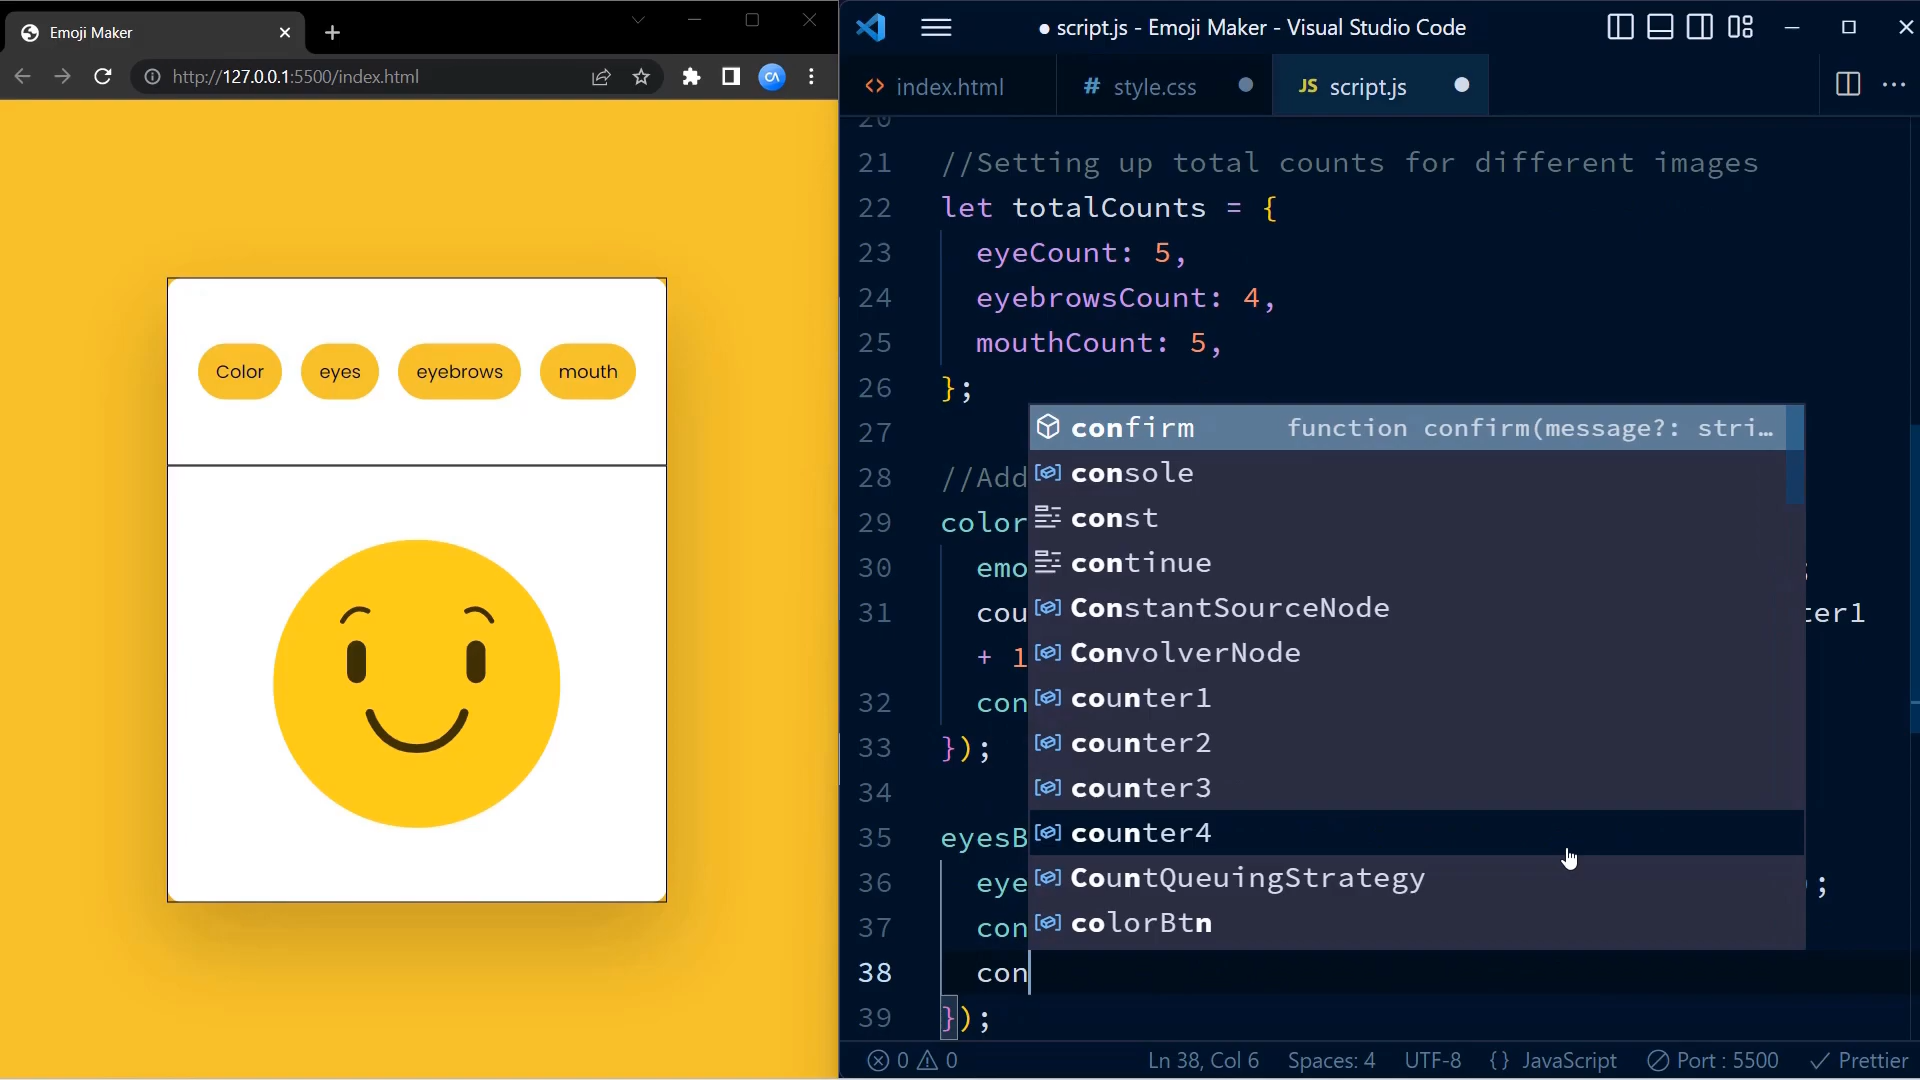 Emoji Maker
http://127.0.0.1:5500/index.html
CA
Color
eyes
eyebrows
mouth
● script.js - Emoji Maker - Visual Studio Code
<> index.html
# style.css
JS script.js
20
21 //Setting up total counts for different images
22 let totalCounts = {
23 eyeCount: 5,
24 eyebrowsCount: 4,
25 mouthCount: 5,
26 };
27
28 //Add
29 color
30 emo ;
31 cou ter1
+ 1
32 con
33 });
34
35 eyesB
36 eye ;
37 con
38 con
39 });
confirm function confirm(message?: stri…
console
const
continue
ConstantSourceNode
ConvolverNode
counter1
counter2
counter3
counter4
CountQueuingStrategy
colorBtn
0 0 Ln 38, Col 6 Spaces: 4 UTF-8 {} JavaScript Port : 5500 Prettier